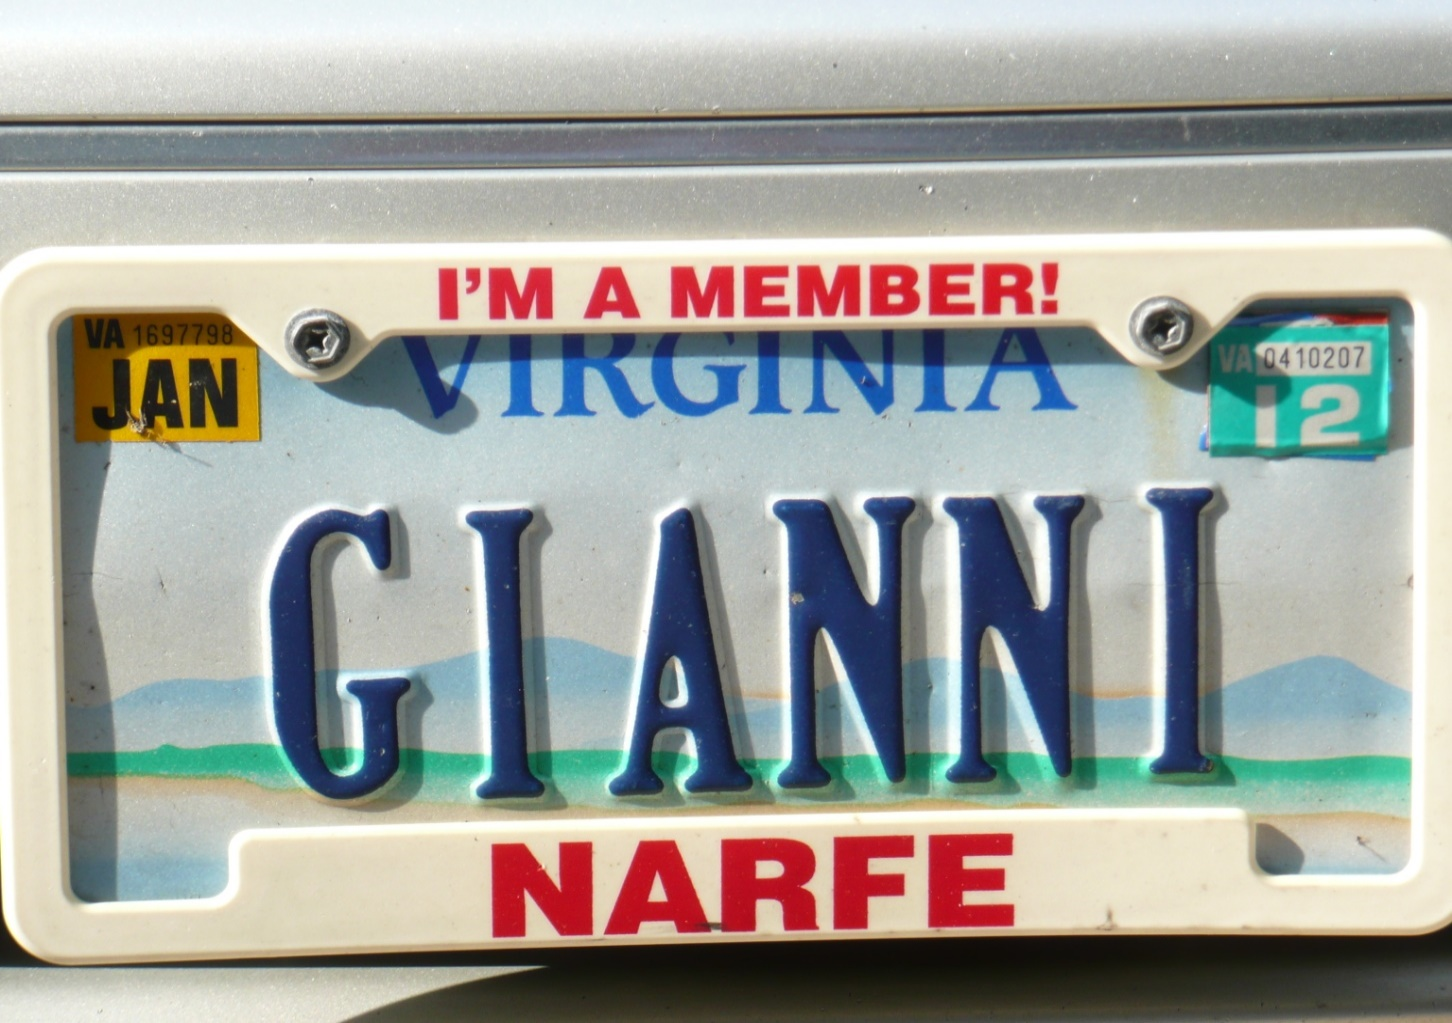 I'M A MEMBER!
VA 1697798
JAN
VIRGINIA
VA 0410207
12
GIANNI
NARFE